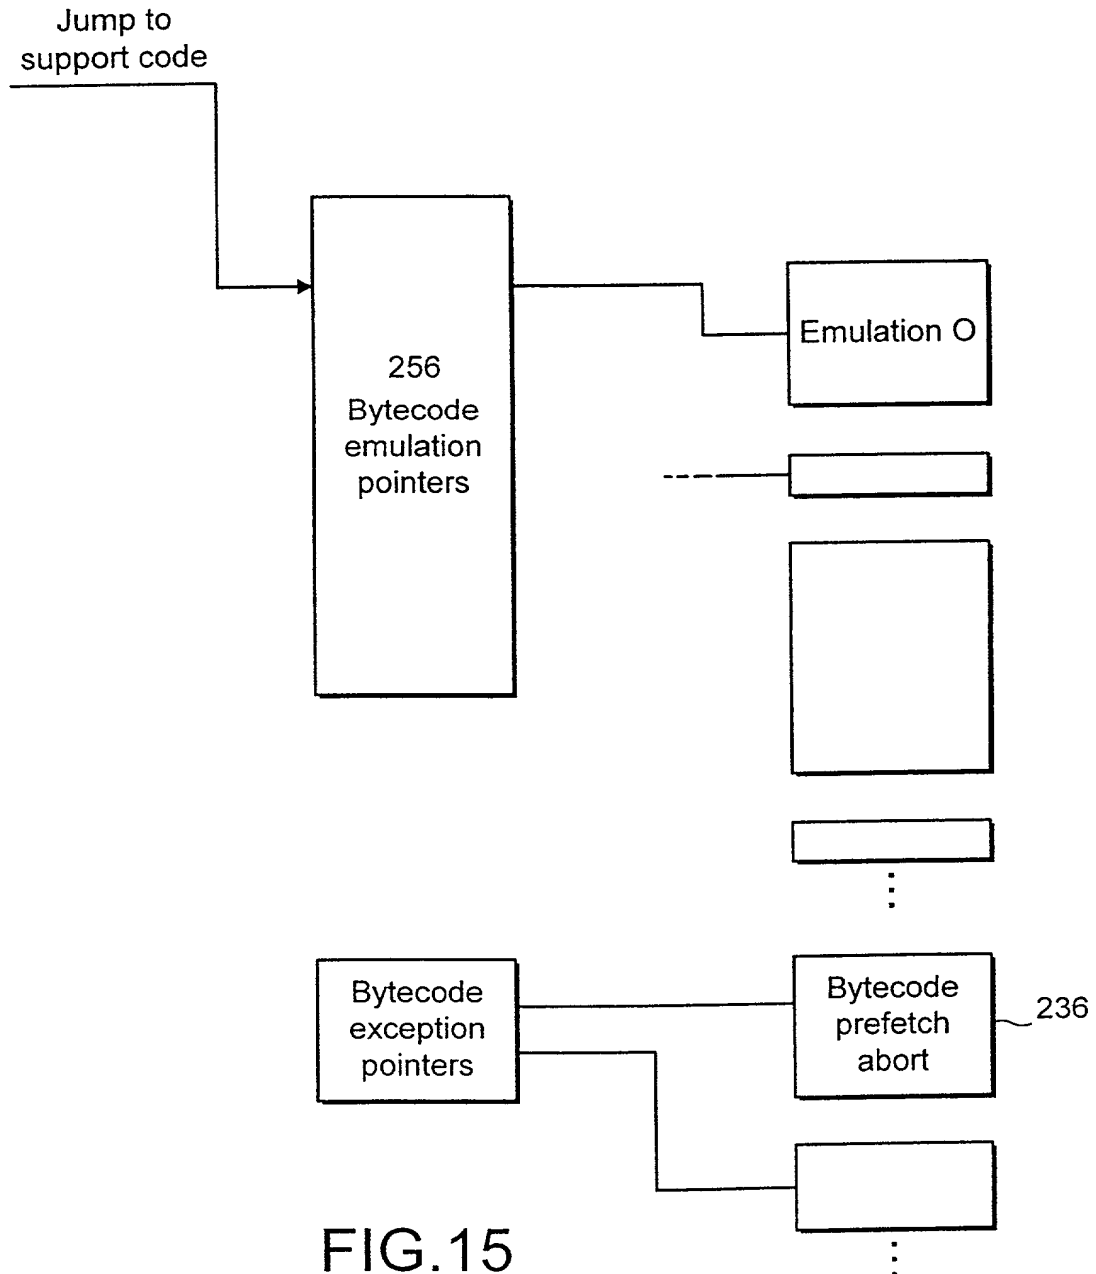 Jump to
support code
256
Bytecode
emulation
pointers
Emulation O
Bytecode
exception
pointers
Bytecode
prefetch
abort
236
FIG.15